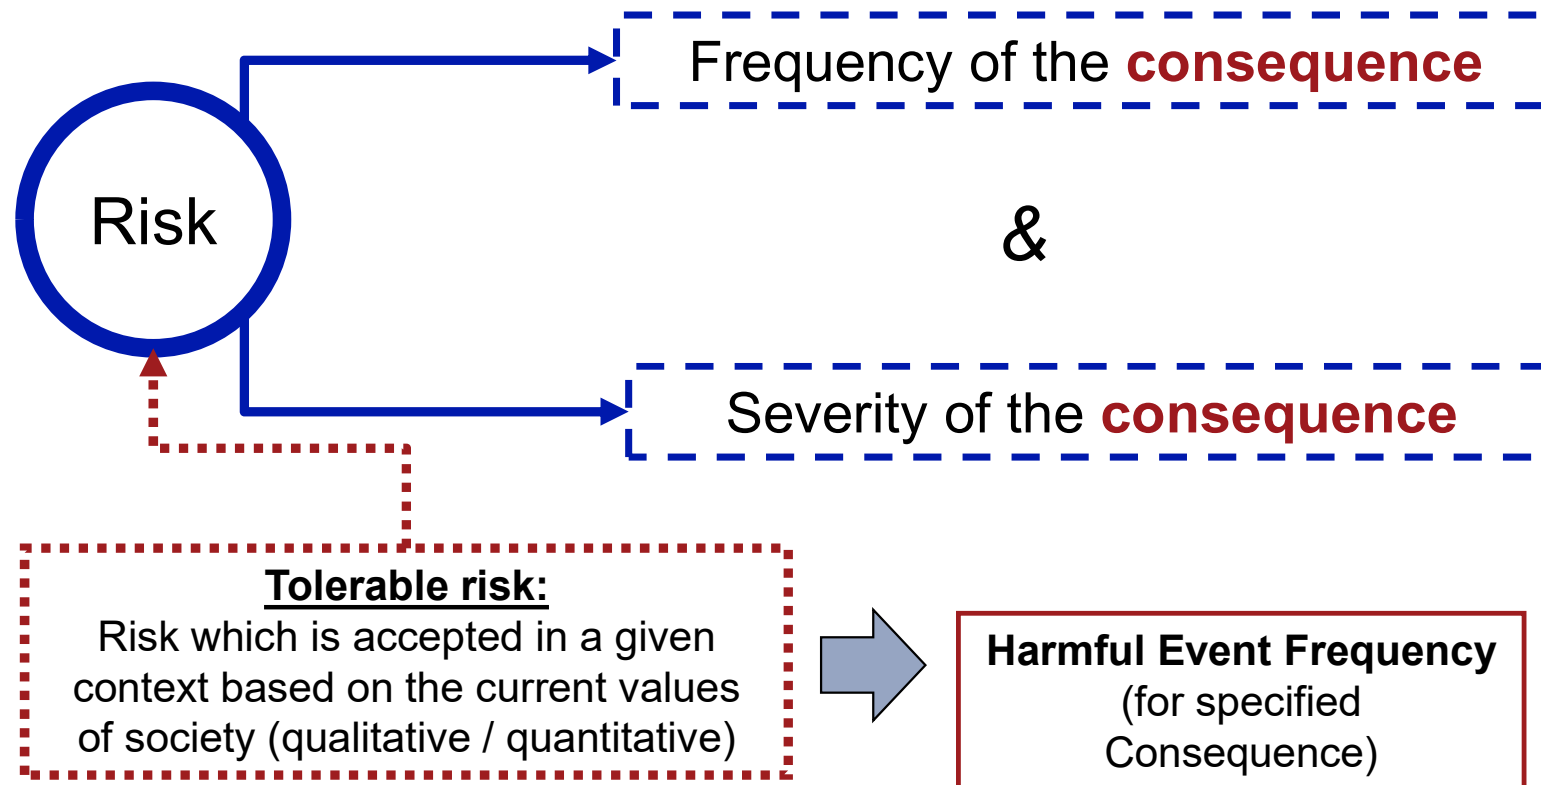 Frequency of the consequence
Risk
&
Severity of the consequence
Tolerable risk:
Risk which is accepted in a given
context based on the current values
of society (qualitative / quantitative)
Harmful Event Frequency
(for specified
Consequence)